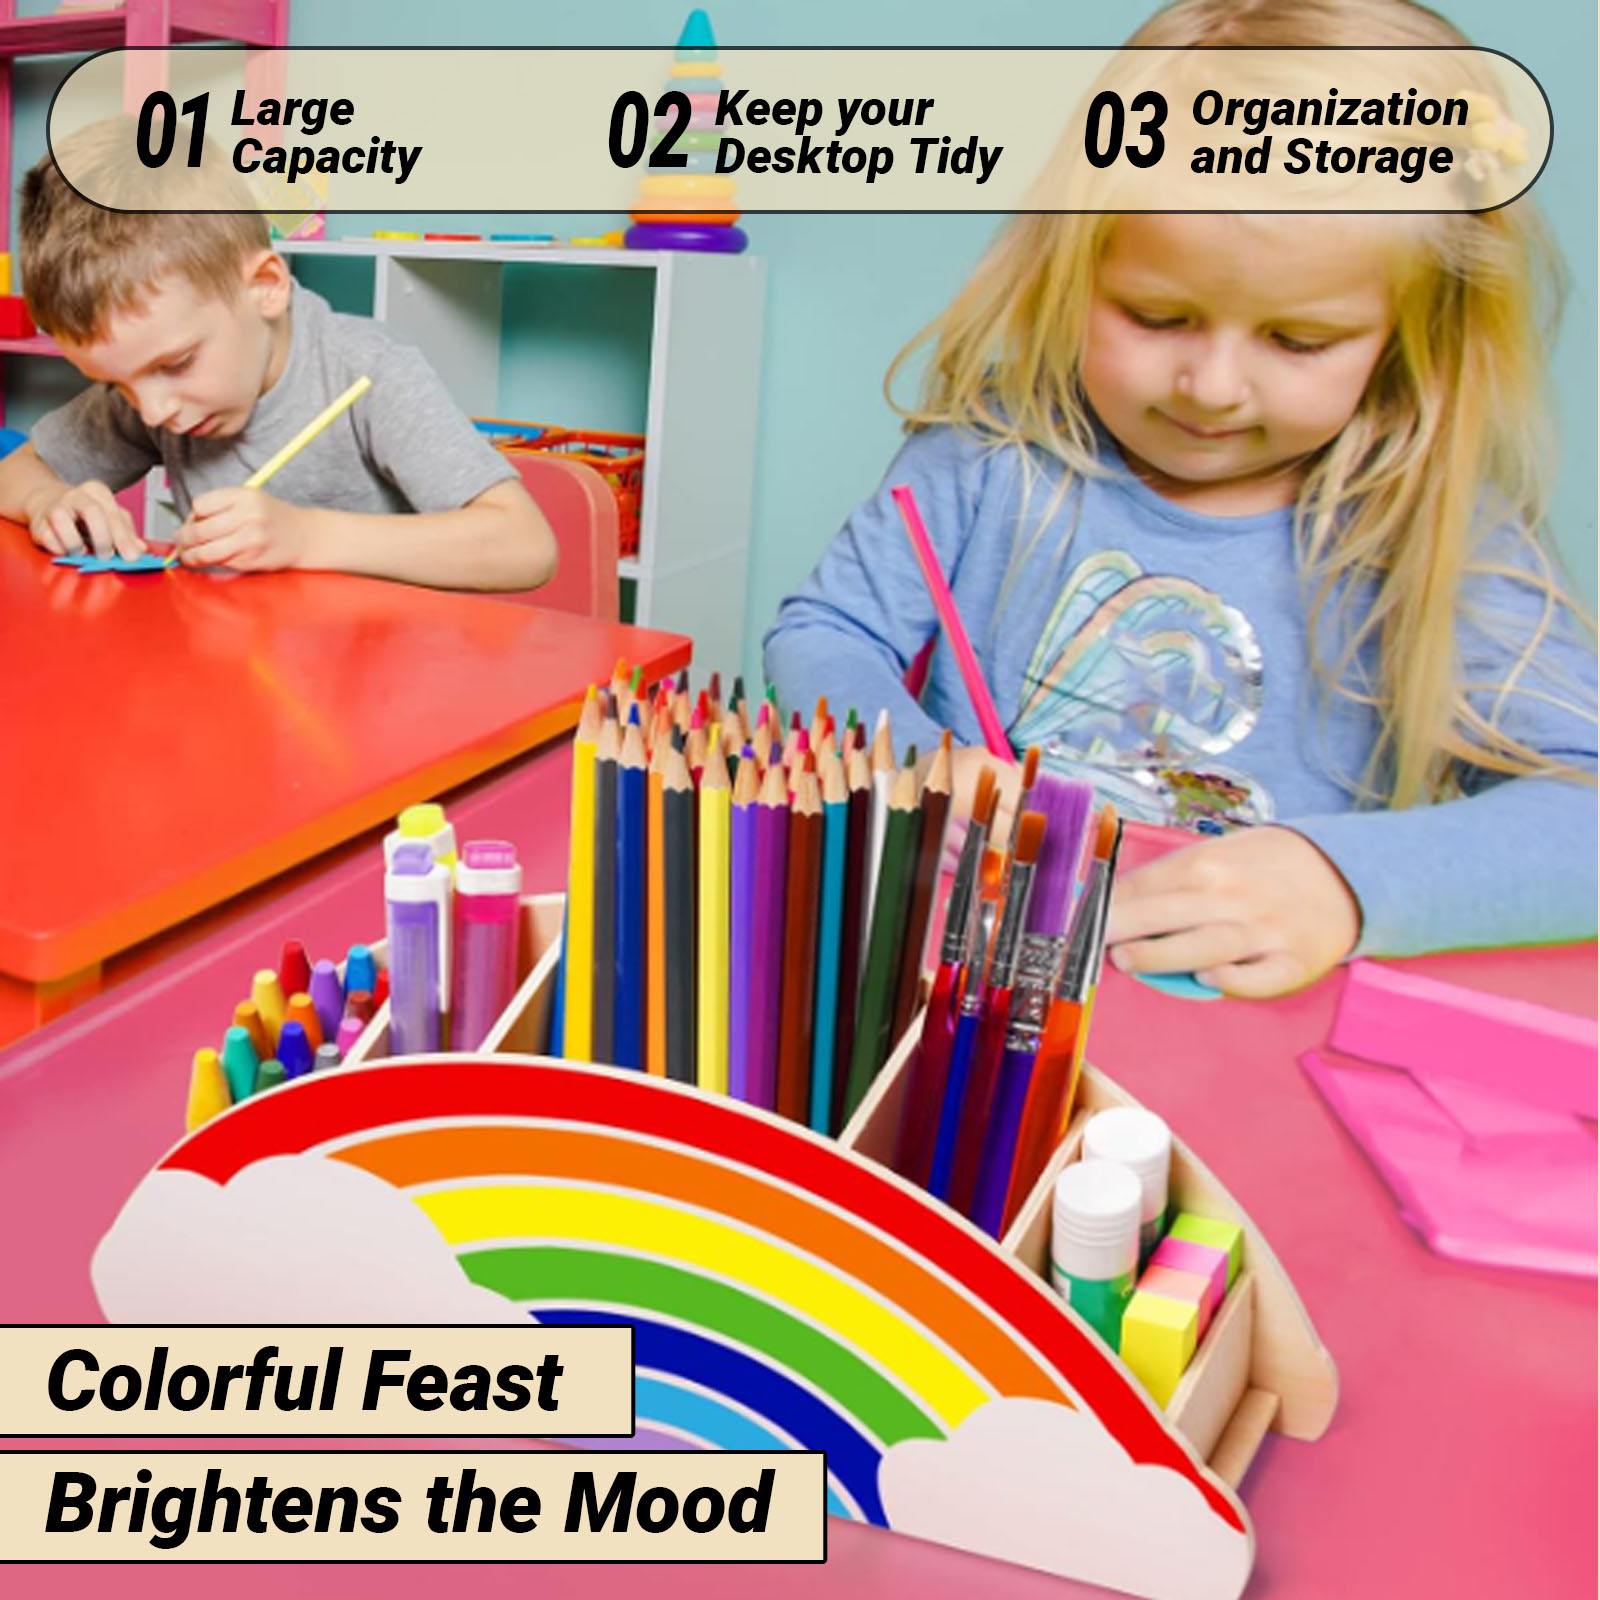 01 Large
Capacity
02 Keep your
Desktop Tidy
03 Organization
and Storage
Colorful Feast
Brightens the Mood